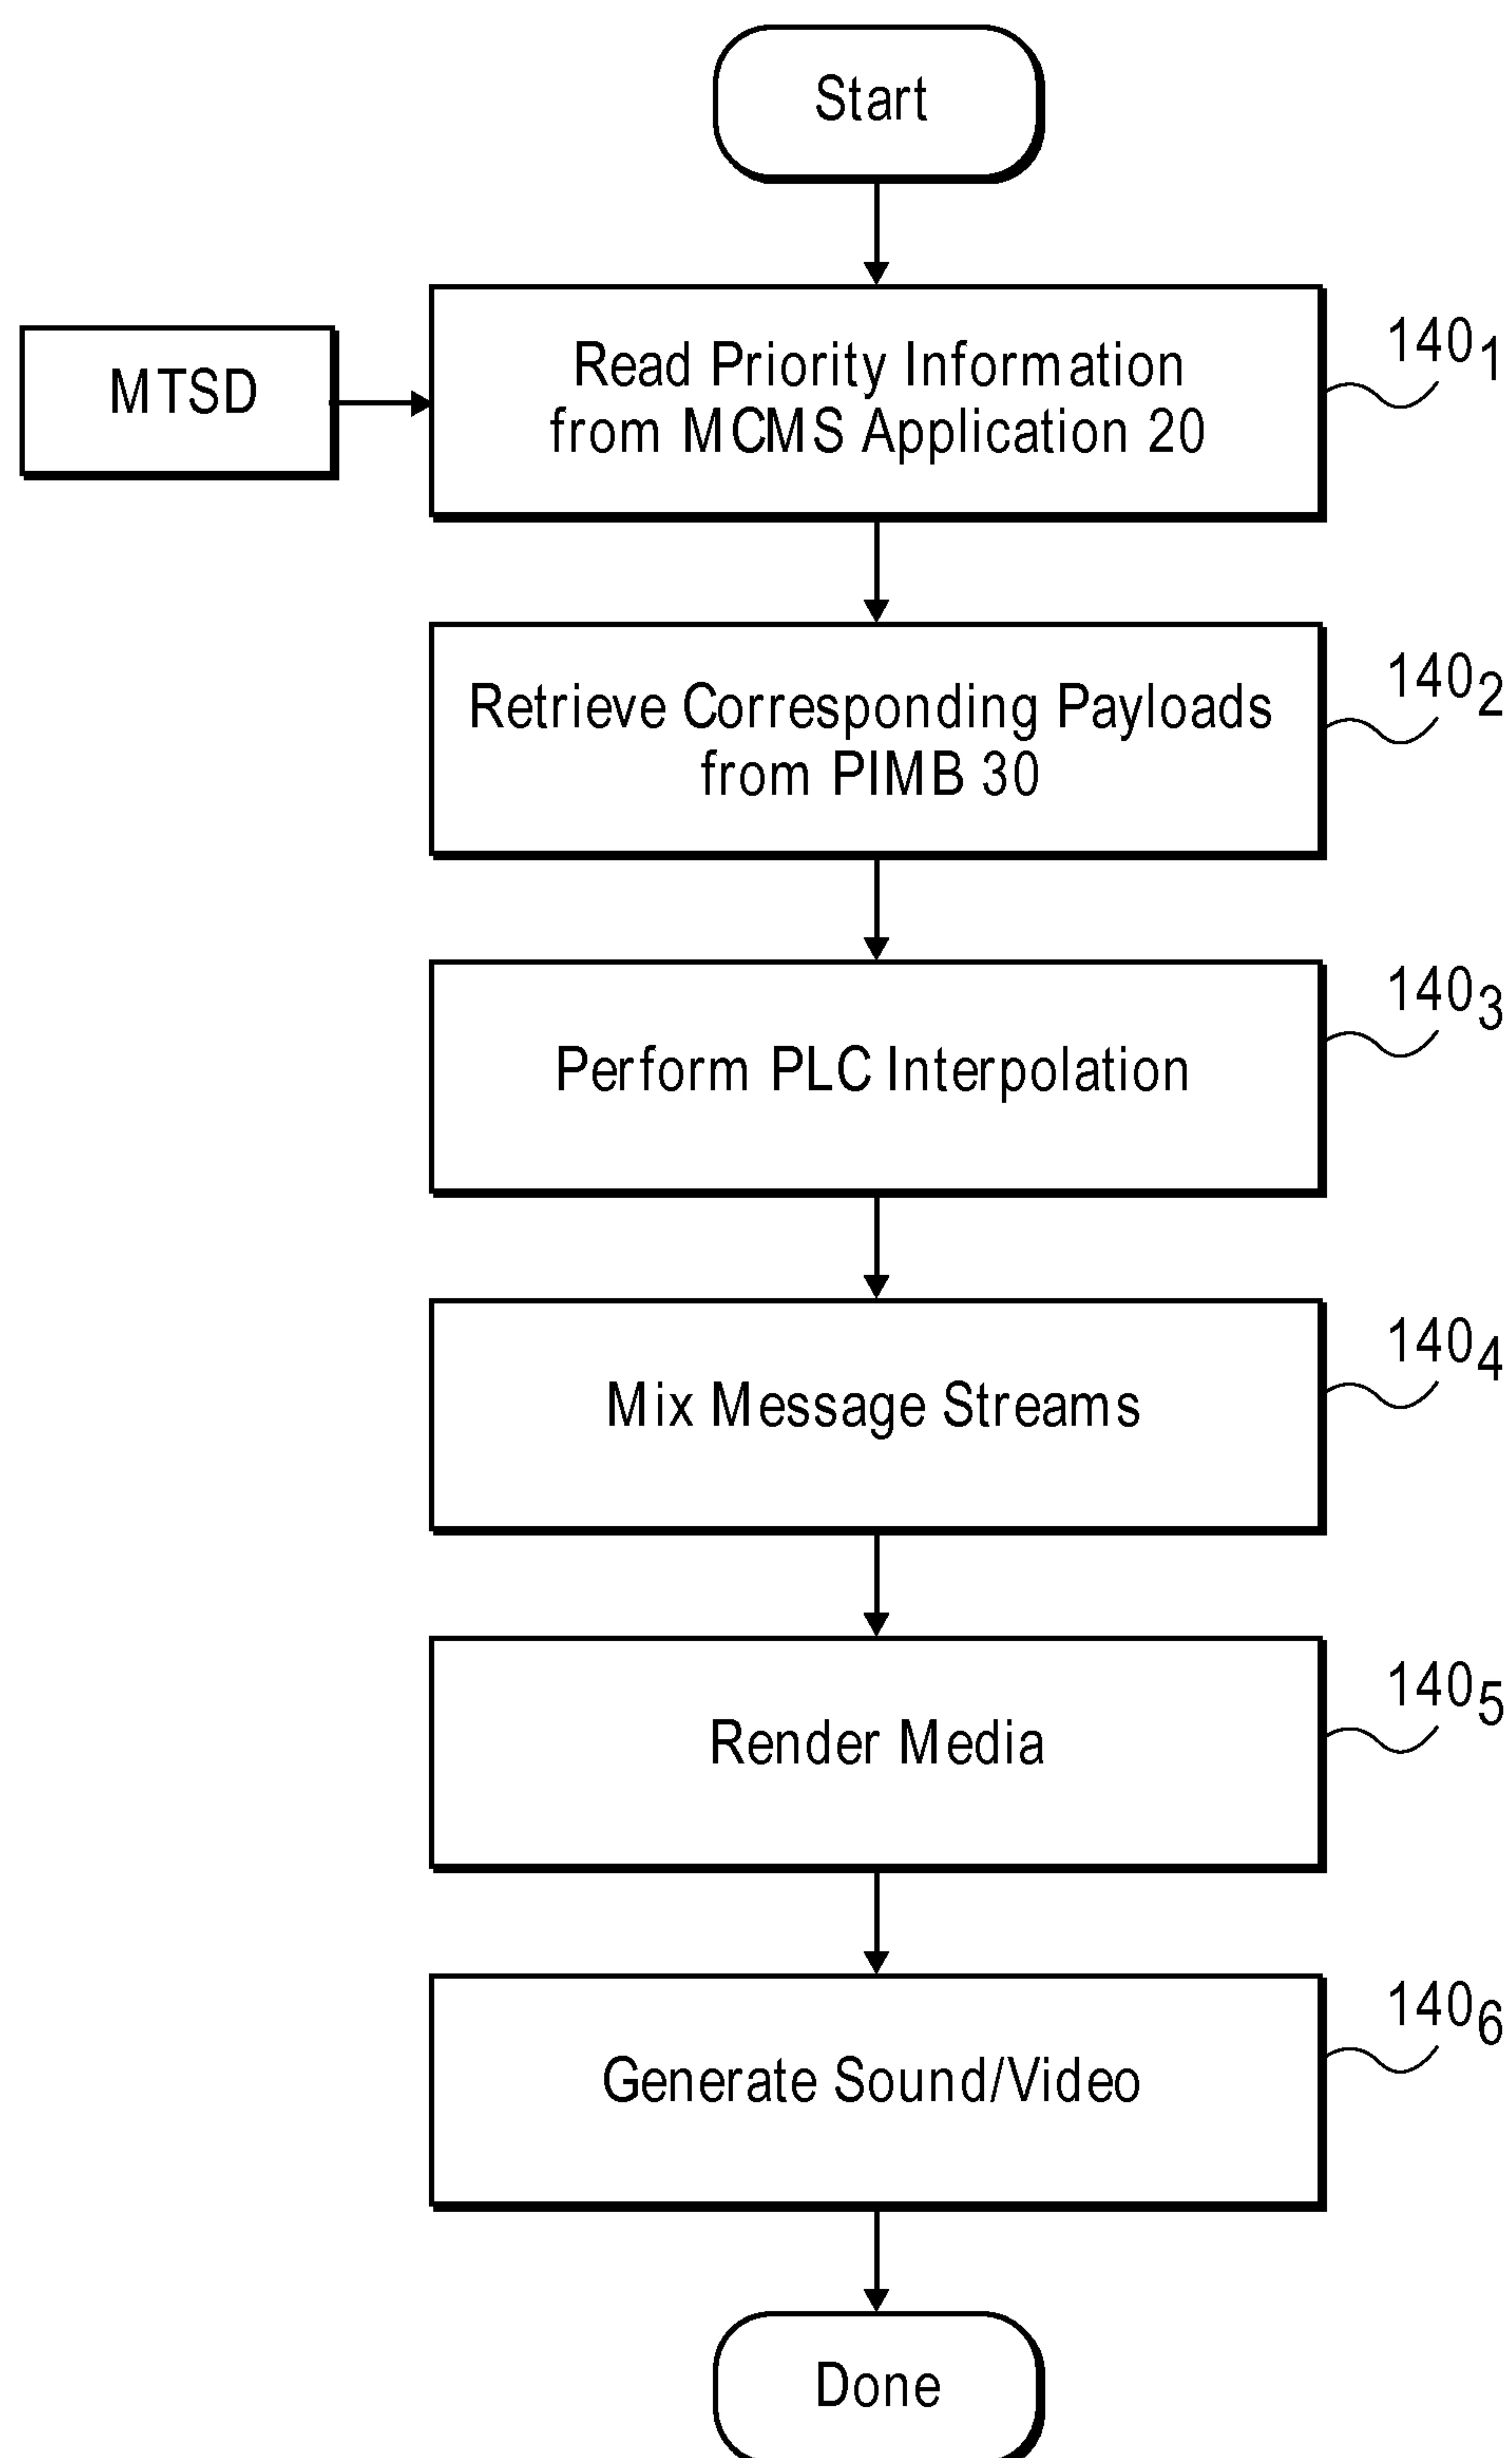 Start
MTSD
Read Priority Information
from MCMS Application 20
140₁
Retrieve Corresponding Payloads
from PIMB 30
140₂
Perform PLC Interpolation
140₃
Mix Message Streams
140₄
Render Media
140₅
Generate Sound/Video
140₆
Done